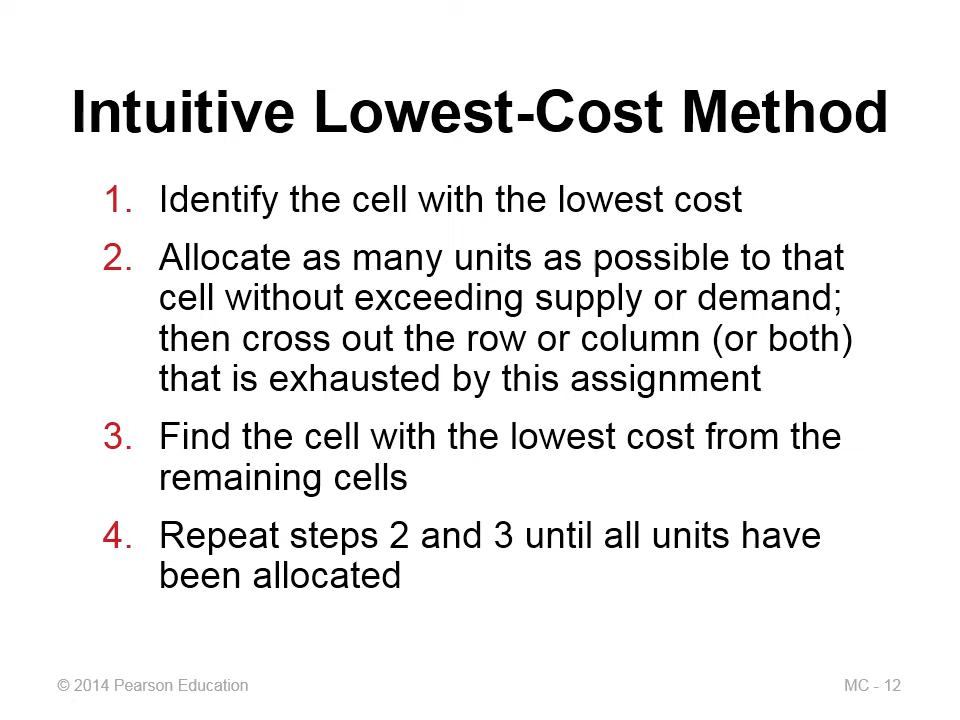 Intuitive Lowest-Cost Method
1. Identify the cell with the lowest cost
2. Allocate as many units as possible to that
cell without exceeding supply or demand;
then cross out the row or column (or both)
that is exhausted by this assignment
3. Find the cell with the lowest cost from the
remaining cells
4. Repeat steps 2 and 3 until all units have
been allocated
© 2014 Pearson Education
MC - 12